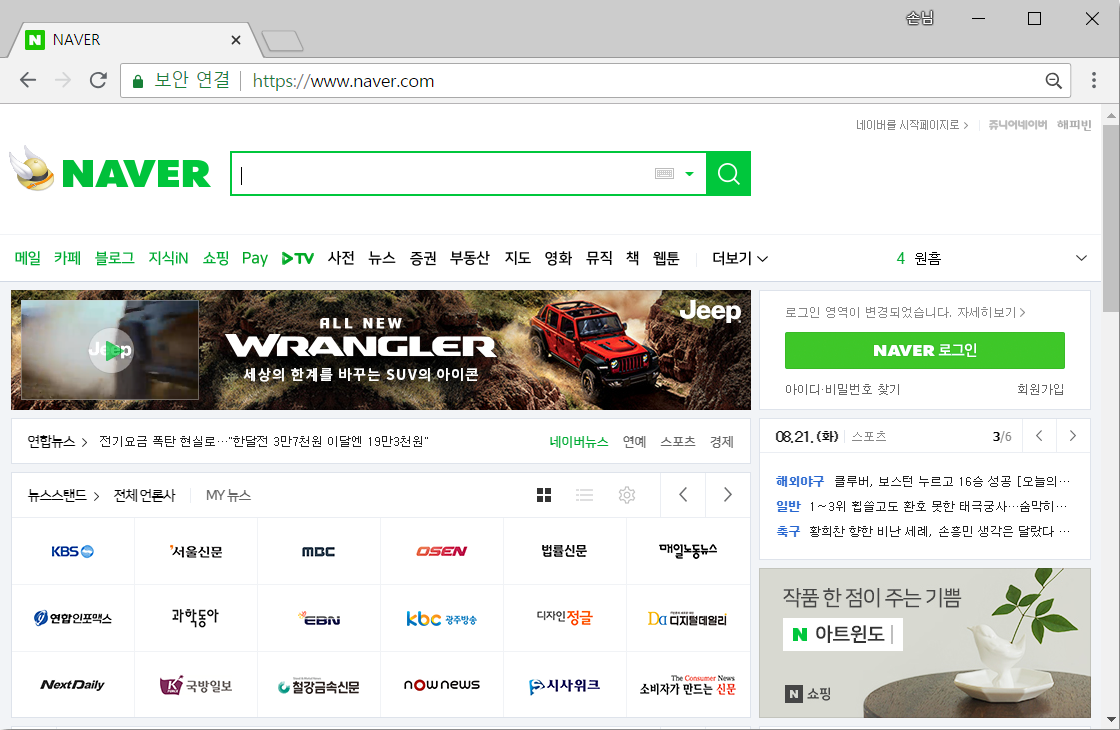 손님
NAVER
보안 연결 https://www.naver.com
네이버를 시작페이지로 쥬니어네이버 해피빈
NAVER
메일 카페 블로그 지식iN 쇼핑 Pay TV 사전 뉴스 증권 부동산 지도 영화 뮤직 책 웹툰 더보기 4 원흠
Jeep
ALL NEW
WRANGLER
세상의 한계를 바꾸는 SUV의 아이콘
Jeep
로그인 영역이 변경되었습니다. 자세히보기
NAVER 로그인
아이디·비밀번호 찾기 회원가입
연합뉴스 전기요금 폭탄 현실로…"한달전 3만7천원 이달엔 19만3천원"
네이버뉴스 연예 스포츠 경제
08.21. (화) 스포츠 3/6
해외야구 클루버, 보스턴 누르고 16승 성공 [오늘의…
일반 1~3위 휩쓸고도 환호 못한 태극궁사…숨막히…
축구 황희찬 향한 비난 세례, 손흥민 생각은 달랐다 …
뉴스스탠드 전체 언론사 MY 뉴스
KBS 서울신문 MBC OSEN 법률신문 매일노동뉴스
연합인포맥스 과학동아 EBN kbc 광주방송 디자인정글 디지털데일리
NextDaily 국방일보 철강금속신문 nownews 시사위크 The Consumer News 소비자가 만드는 신문
작품 한 점이 주는 기쁨
N 아트윈도
N 쇼핑